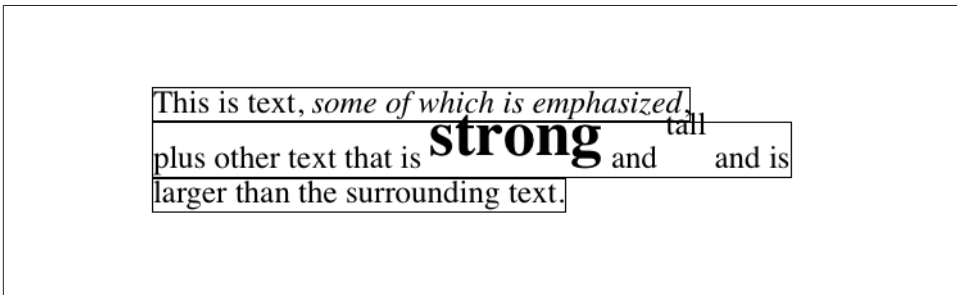 This is text, some of which is emphasized,
plus other text that is strong and tall and is
larger than the surrounding text.